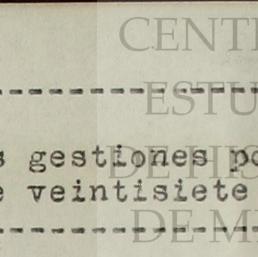 CENT
ESTU
gestiones po
DE HIS
veintisiete
DE M